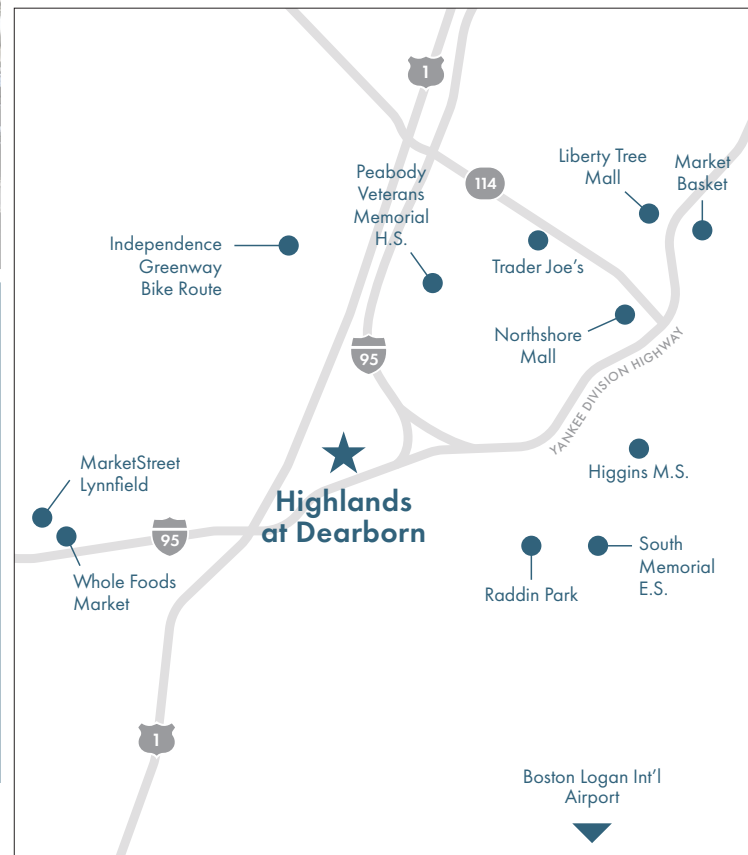 1
114
Liberty Tree
Mall
Market
Basket
Peabody
Veterans
Memorial
H.S.
Independence
Greenway
Bike Route
Trader Joe's
Northshore
Mall
95
YANKEE DIVISION HIGHWAY
MarketStreet
Lynnfield
Highlands
at Dearborn
Higgins M.S.
95
Whole Foods
Market
Raddin Park
South
Memorial
E.S.
1
Boston Logan Int'l
Airport